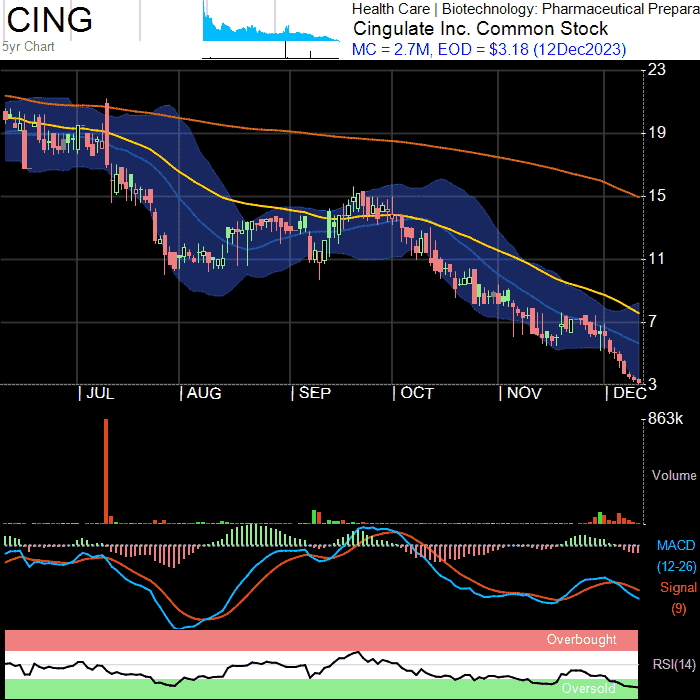 CING
5yr Chart
Health Care | Biotechnology: Pharmaceutical Prepara
Cingulate Inc. Common Stock
MC = 2.7M, EOD = $3.18 (12Dec2023)
23
19
15
11
7
3
JUL AUG SEP OCT NOV DEC
863k
Volume
MACD
(12-26)
Signal
(9)
Overbought
RSI(14)
Oversold